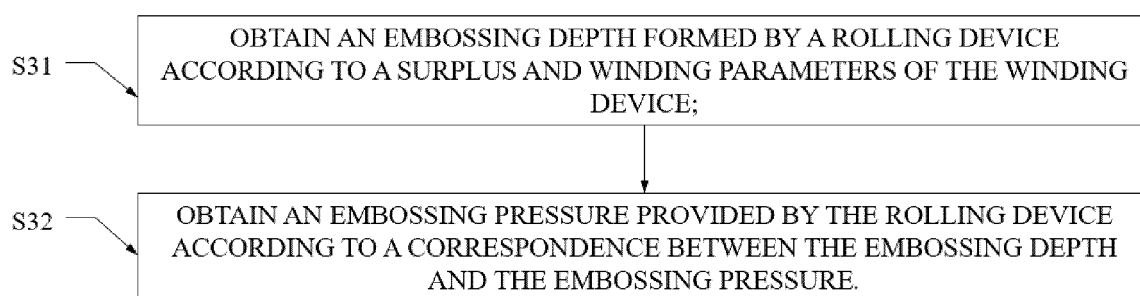 S31
OBTAIN AN EMBOSSING DEPTH FORMED BY A ROLLING DEVICE
ACCORDING TO A SURPLUS AND WINDING PARAMETERS OF THE WINDING
DEVICE;
S32
OBTAIN AN EMBOSSING PRESSURE PROVIDED BY THE ROLLING DEVICE
ACCORDING TO A CORRESPONDENCE BETWEEN THE EMBOSSING DEPTH
AND THE EMBOSSING PRESSURE.